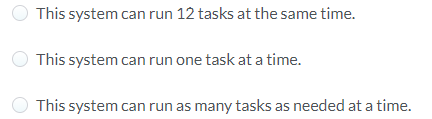 This system can run 12 tasks at the same time.
This system can run one task at a time.
This system can run as many tasks as needed at a time.